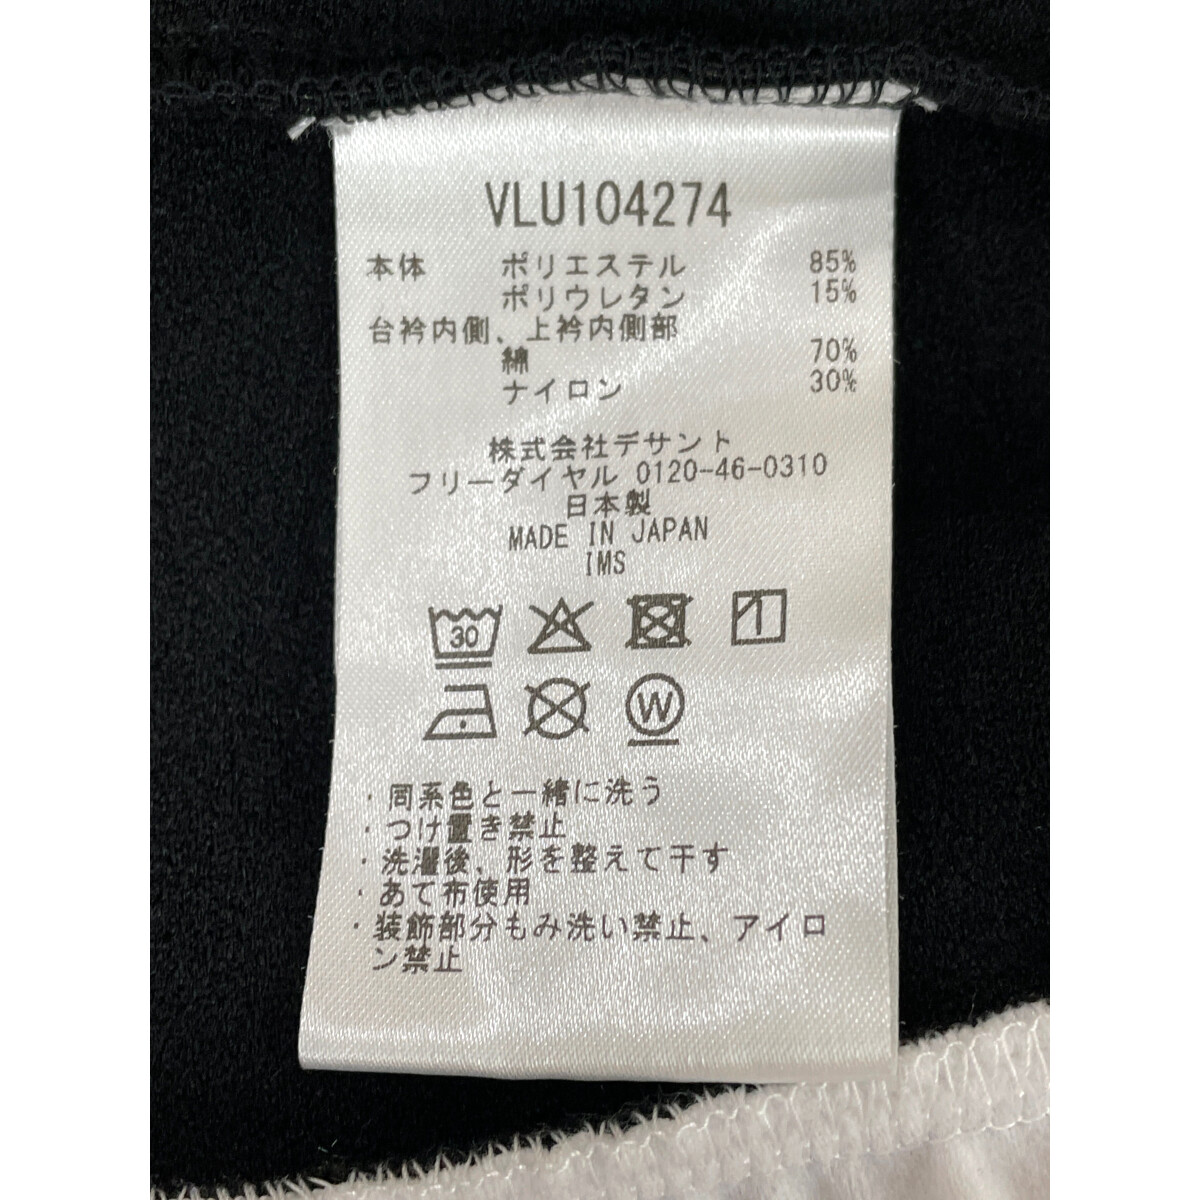 VLU104274
本体 ポリエステル 85%
ポリウレタン 15%
台衿内側、上衿内側部
綿 70%
ナイロン 30%
株式会社デサント
フリーダイヤル 0120-46-0310
日本製
MADE IN JAPAN
IMS
30
W
・同系色と一緒に洗う
・つけ置き禁止
・洗濯後、形を整えて干す
・あて布使用
・装飾部分もみ洗い禁止、アイロ
ン禁止